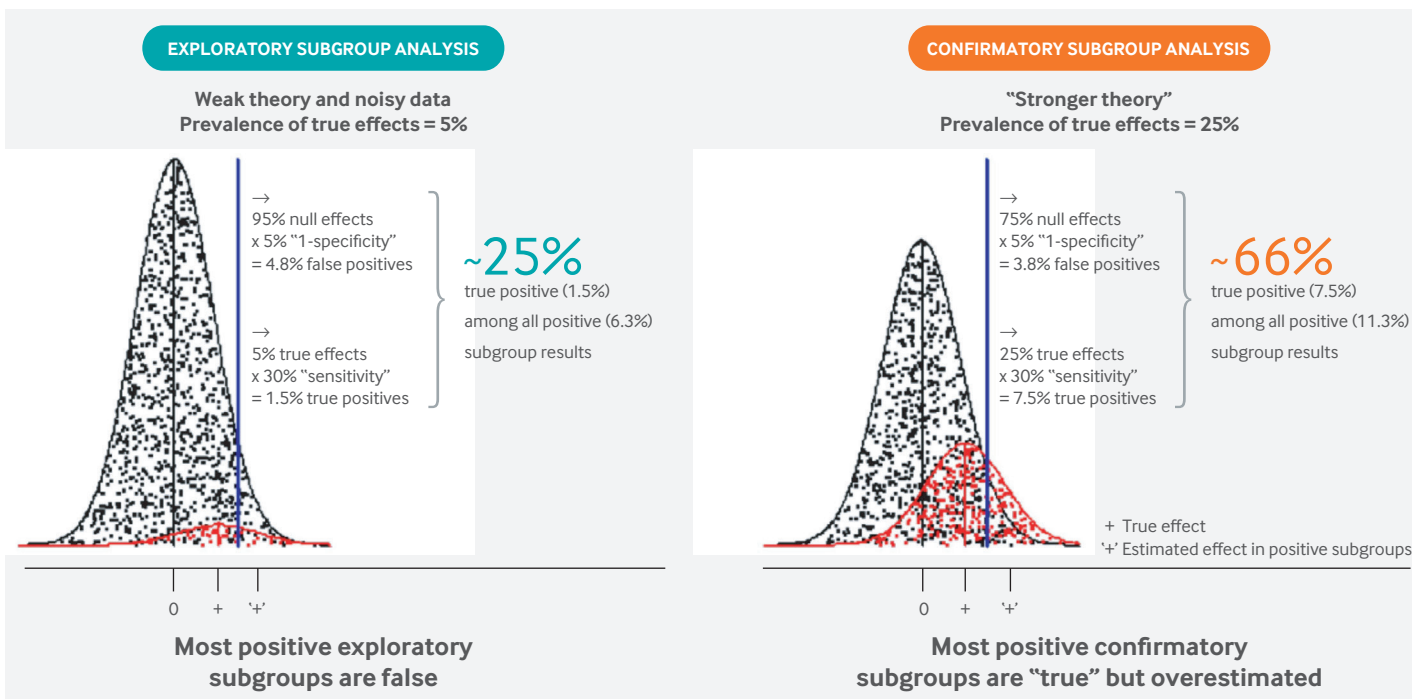 EXPLORATORY SUBGROUP ANALYSIS
Weak theory and noisy data
Prevalence of true effects = 5%
→
95% null effects
x 5% "1-specificity"
= 4.8% false positives
→
5% true effects
x 30% "sensitivity"
= 1.5% true positives
~25%
true positive (1.5%)
among all positive (6.3%)
subgroup results
0 + '+'
Most positive exploratory
subgroups are false
CONFIRMATORY SUBGROUP ANALYSIS
"Stronger theory"
Prevalence of true effects = 25%
→
75% null effects
x 5% "1-specificity"
= 3.8% false positives
→
25% true effects
x 30% "sensitivity"
= 7.5% true positives
~66%
true positive (7.5%)
among all positive (11.3%)
subgroup results
+ True effect
'+' Estimated effect in positive subgroups
0 + '+'
Most positive confirmatory
subgroups are "true" but overestimated